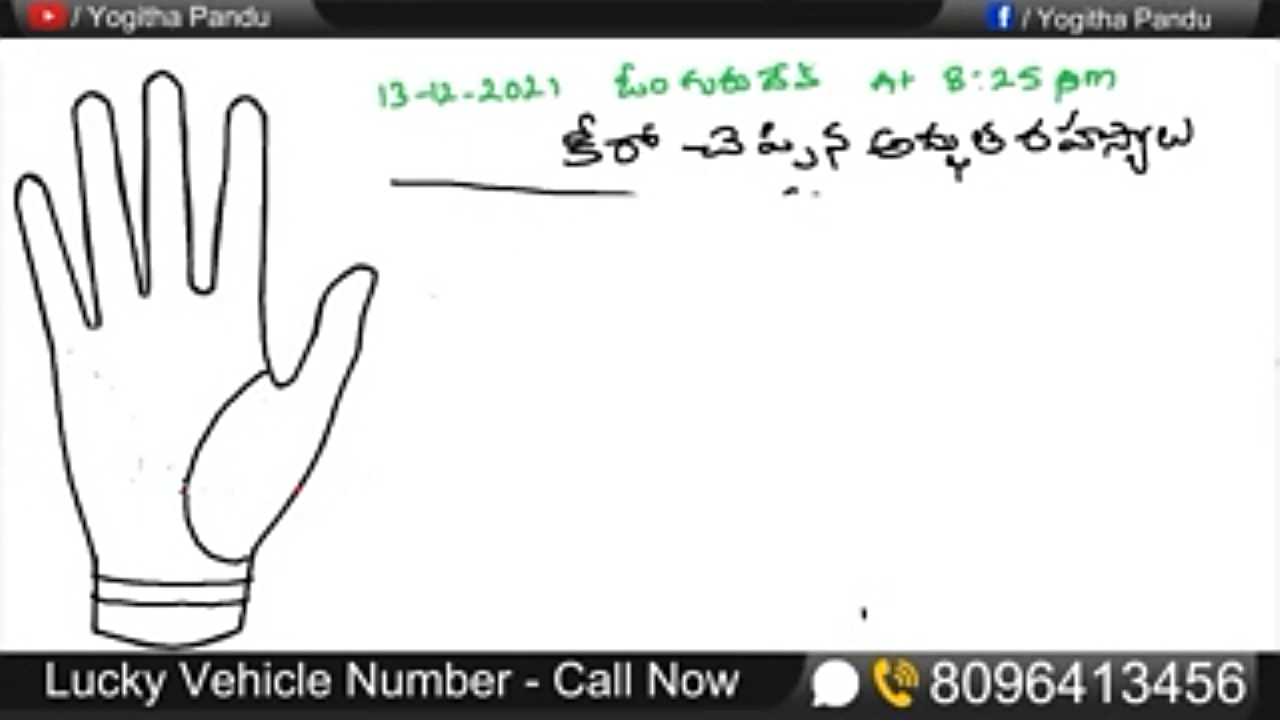 / Yogitha Pandu
/ Yogitha Pandu
13-12-2021 ఓం గురుదేవ At 8:25 pm
కీరో చెప్పిన అద్భుత రహస్యాలు
Lucky Vehicle Number - Call Now
8096413456